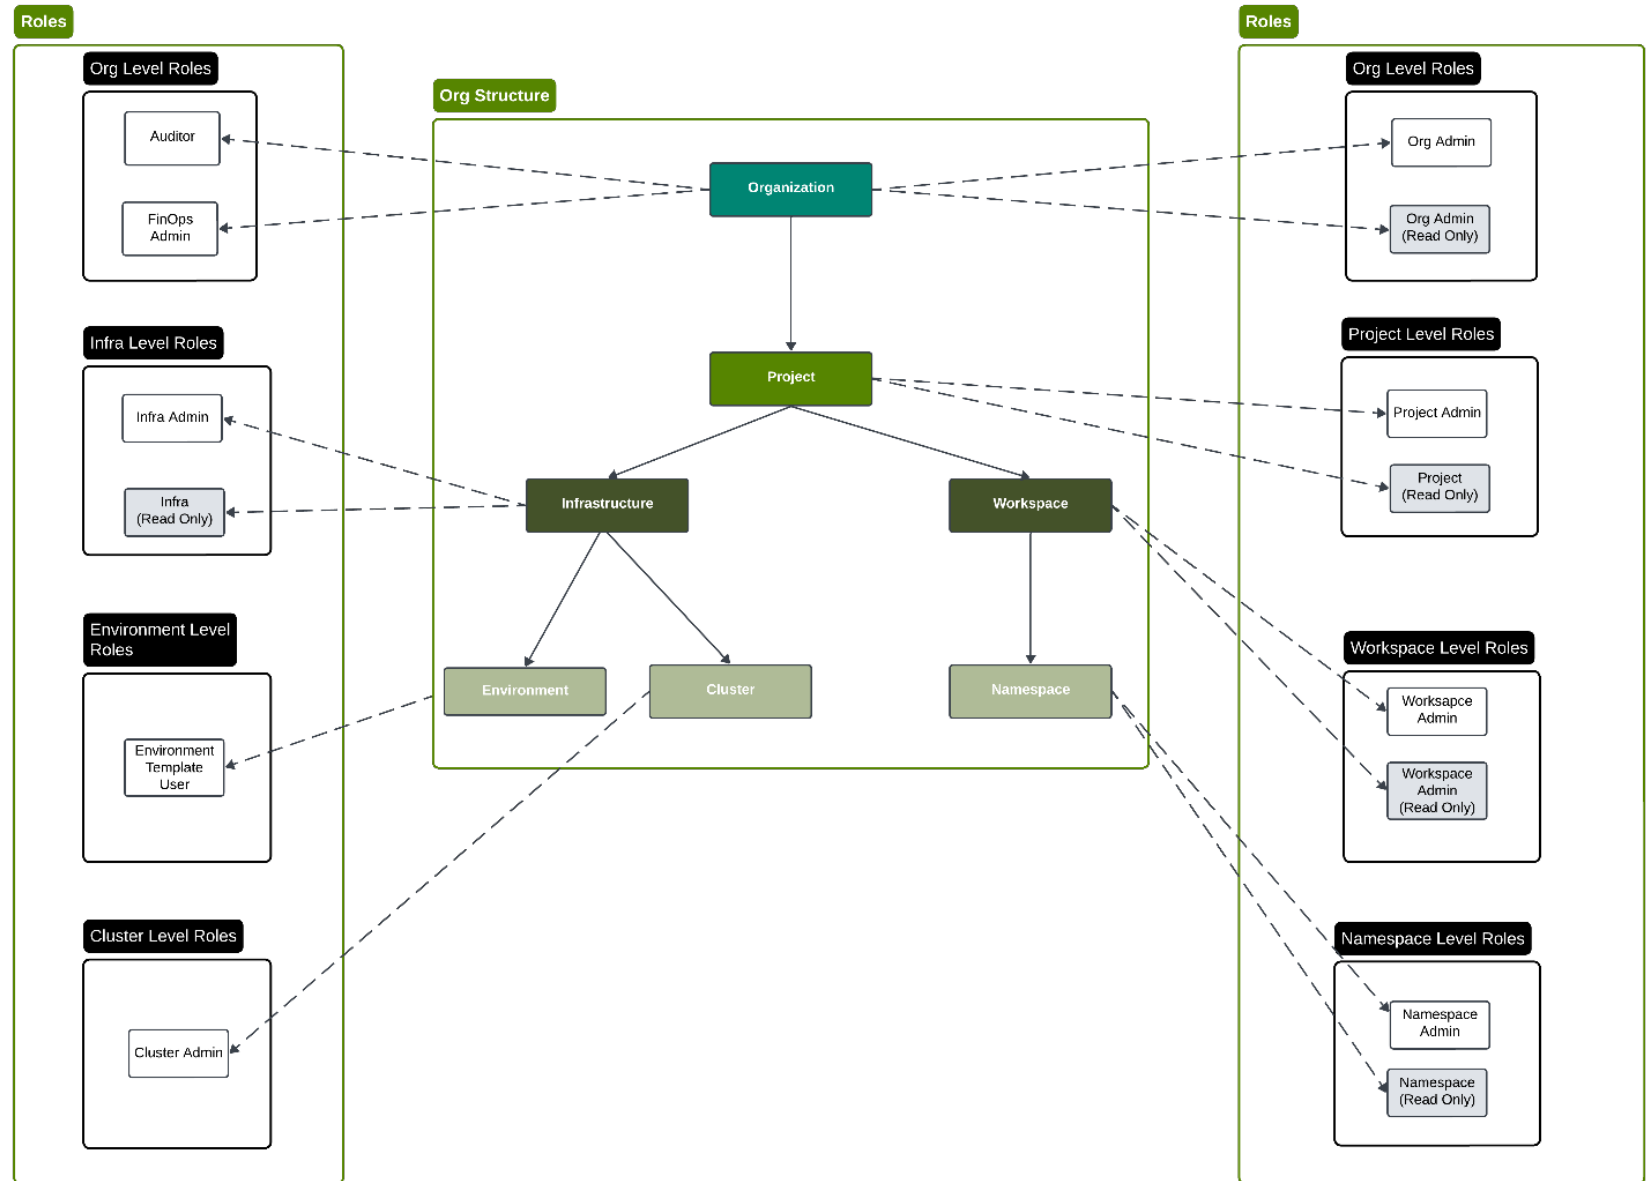 Roles
Org Level Roles
Auditor
FinOps
Admin
Infra Level Roles
Infra Admin
Infra
(Read Only)
Environment Level
Roles
Environment
Template
User
Cluster Level Roles
Cluster Admin
Org Structure
Organization
Project
Infrastructure
Workspace
Environment
Cluster
Namespace
Roles
Org Level Roles
Org Admin
Org Admin
(Read Only)
Project Level Roles
Project Admin
Project
(Read Only)
Workspace Level Roles
Worksapce
Admin
Workspace
Admin
(Read Only)
Namespace Level Roles
Namespace
Admin
Namespace
(Read Only)